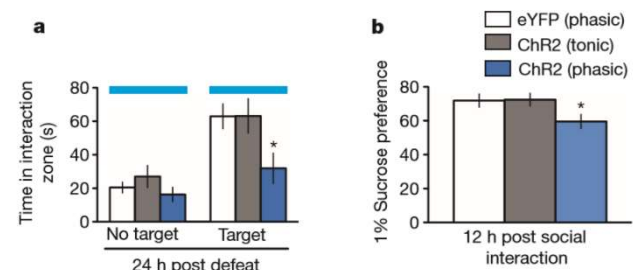 a
b
eYFP (phasic)
ChR2 (tonic)
ChR2 (phasic)
Time in interaction
zone (s)
80
60
40
20
0
*
No target
Target
24 h post defeat
1% Sucrose preference
80
60
40
20
0
*
12 h post social
interaction